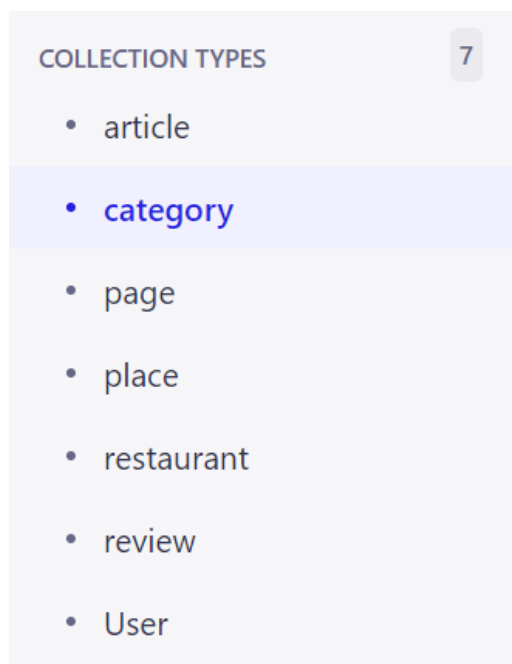 COLLECTION TYPES 7
article
category
page
place
restaurant
review
User